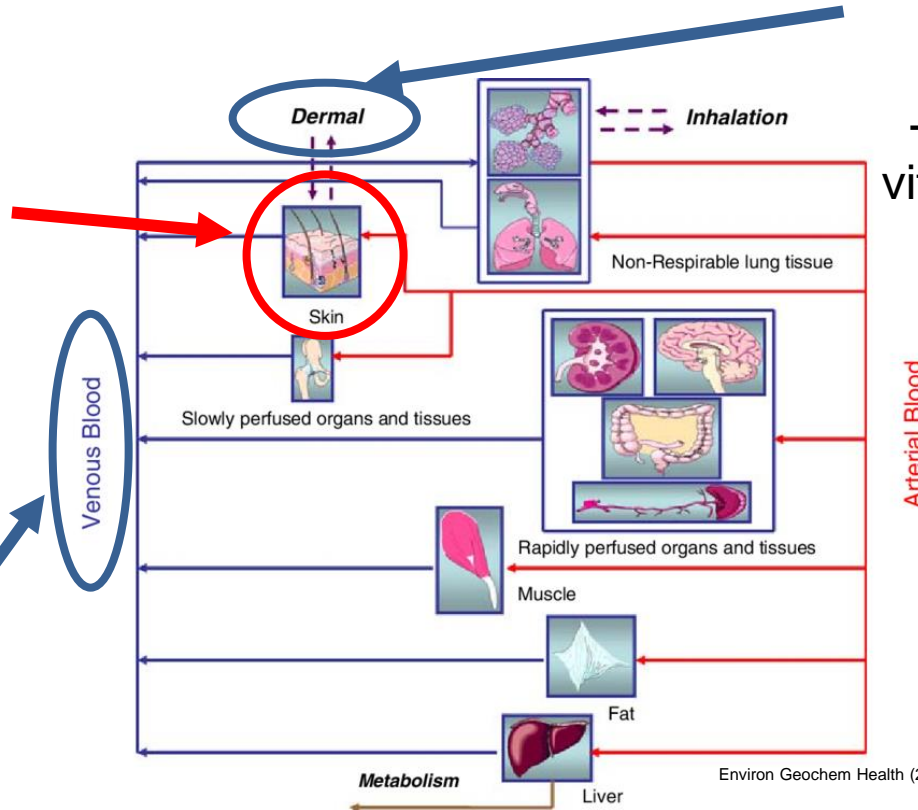 Dermal
Inhalation
Non-Respirable lung tissue
Skin
Slowly perfused organs and tissues
Venous Blood
Arterial Blood
Rapidly perfused organs and tissues
Muscle
Fat
Liver
Metabolism
Environ Geochem Health